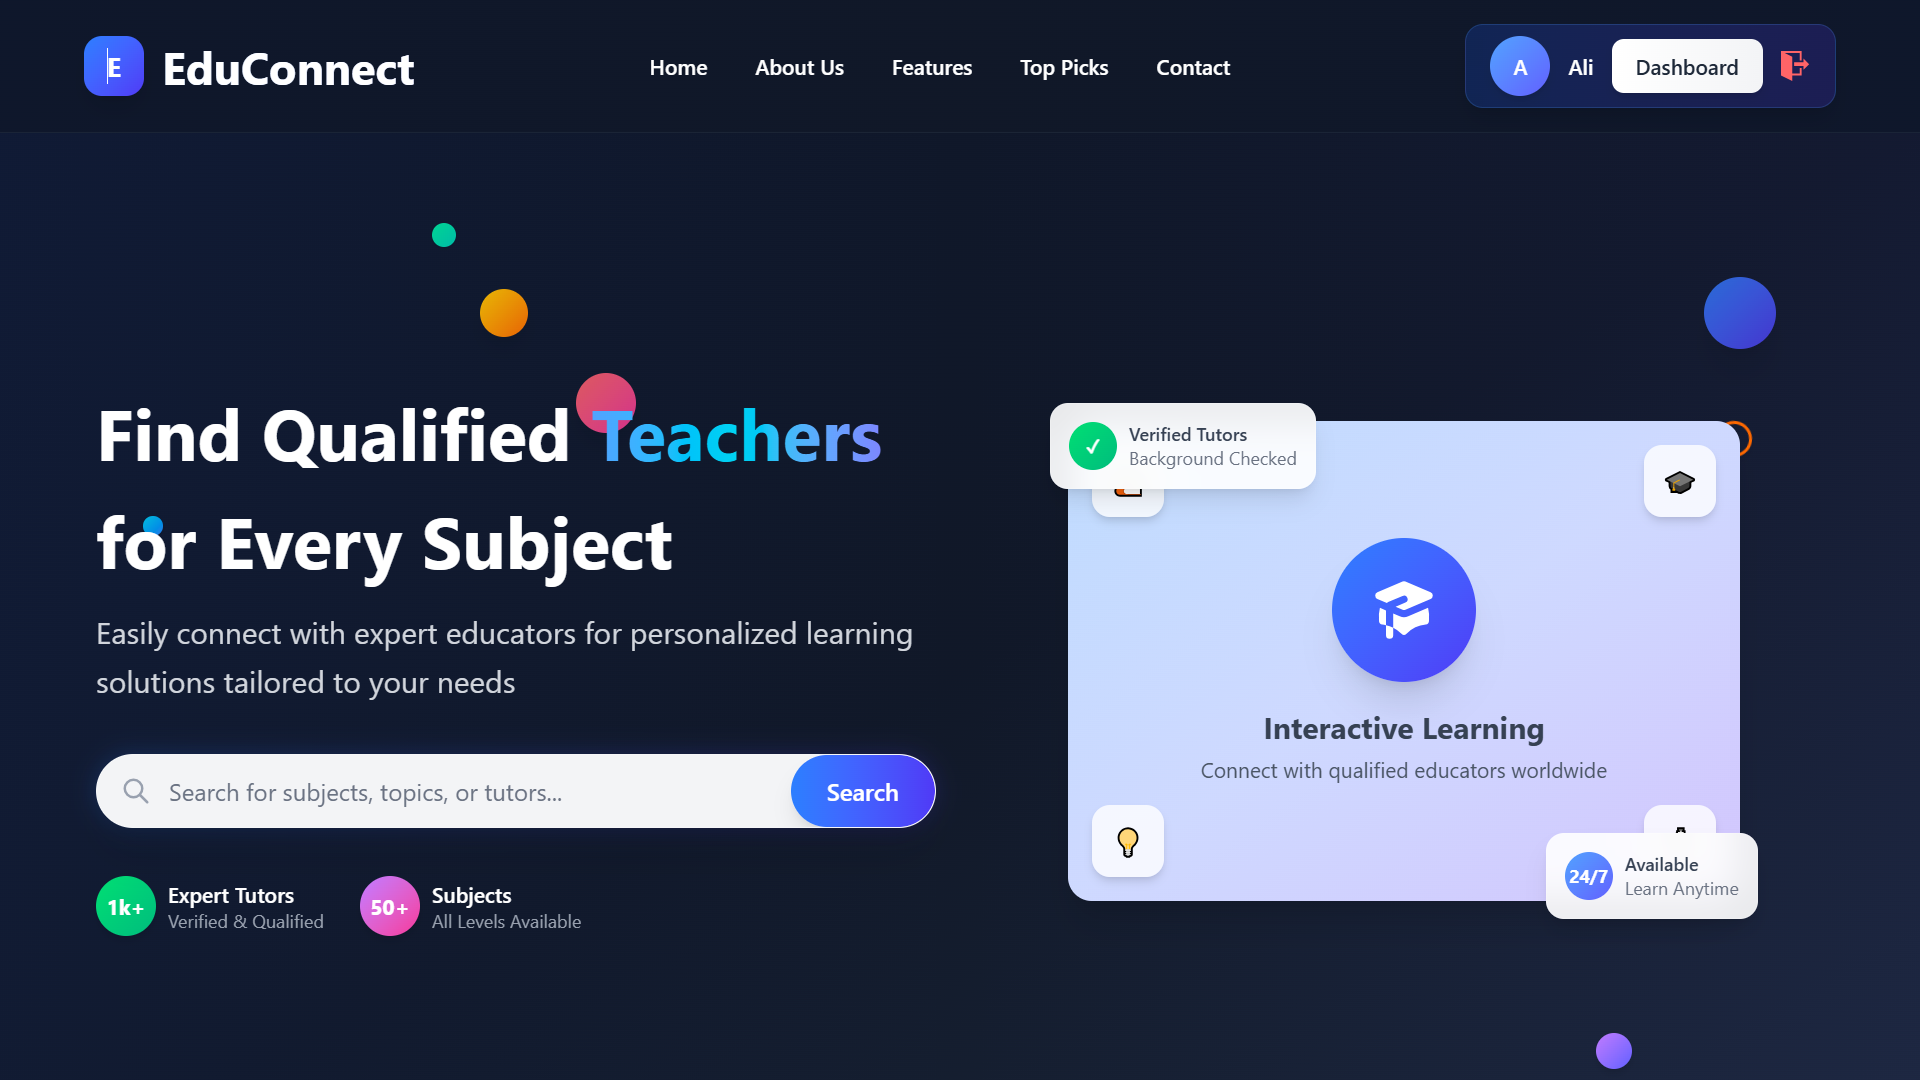 E
EduConnect
Home
About Us
Features
Top Picks
Contact
A
Ali
Dashboard
Find Qualified Teachers
for Every Subject
Easily connect with expert educators for personalized learning
solutions tailored to your needs
Search for subjects, topics, or tutors...
Search
1k+
Expert Tutors
Verified & Qualified
50+
Subjects
All Levels Available
✓
Verified Tutors
Background Checked
Interactive Learning
Connect with qualified educators worldwide
24/7
Available
Learn Anytime